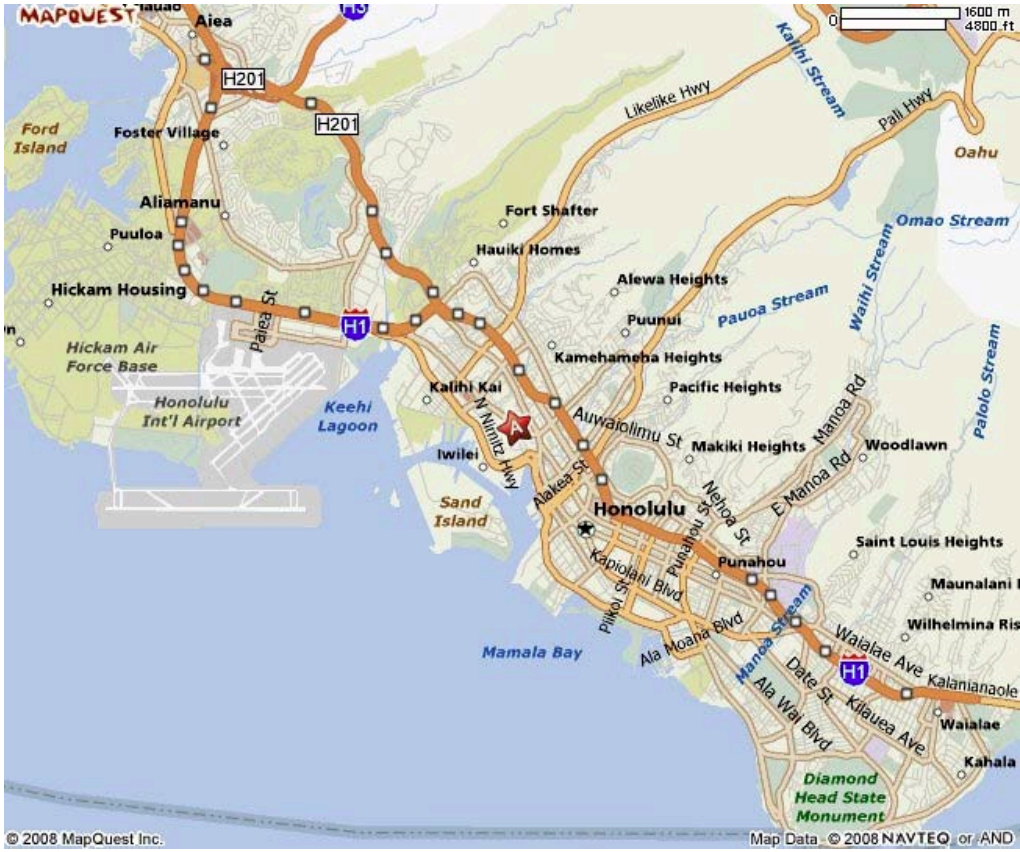 MAPQUEST
Aiea
H3
1600 m
0
4800 ft
H201
H201
Kalihi Stream
Likelike Hwy
Pali Hwy
Ford
Island
Foster Village
Oahu
Aliamanu
Fort Shafter
Omao Stream
Puuloa
Hauiki Homes
Hickam Housing
Alewa Heights
Pauoa Stream
Waihi Stream
Paiea St
H1
Puunui
Palolo Stream
Hickam Air
Force Base
Kamehameha Heights
Kalihi Kai
Pacific Heights
Honolulu
Int'l Airport
Keehi
Lagoon
N Nimitz Hwy
A
Auwaiolimu St
Manoa Rd
Makiki Heights
Woodlawn
Iwilei
E Manoa Rd
Alakea St
Nehoa St
Sand
Island
Honolulu
Punahou St
Saint Louis Heights
Kapiolani Blvd
Punahou
Piikoi St
Maunalani
Manoa Stream
Wilhelmina Ris
Mamala Bay
Ala Moana Blvd
Waialae Ave
H1
Date St
Kalanianaole
Ala Wai Blvd
Kilauea Ave
Waialae
Kahala
Diamond
Head State
Monument
© 2008 MapQuest Inc.
Map Data © 2008 NAVTEQ or AND